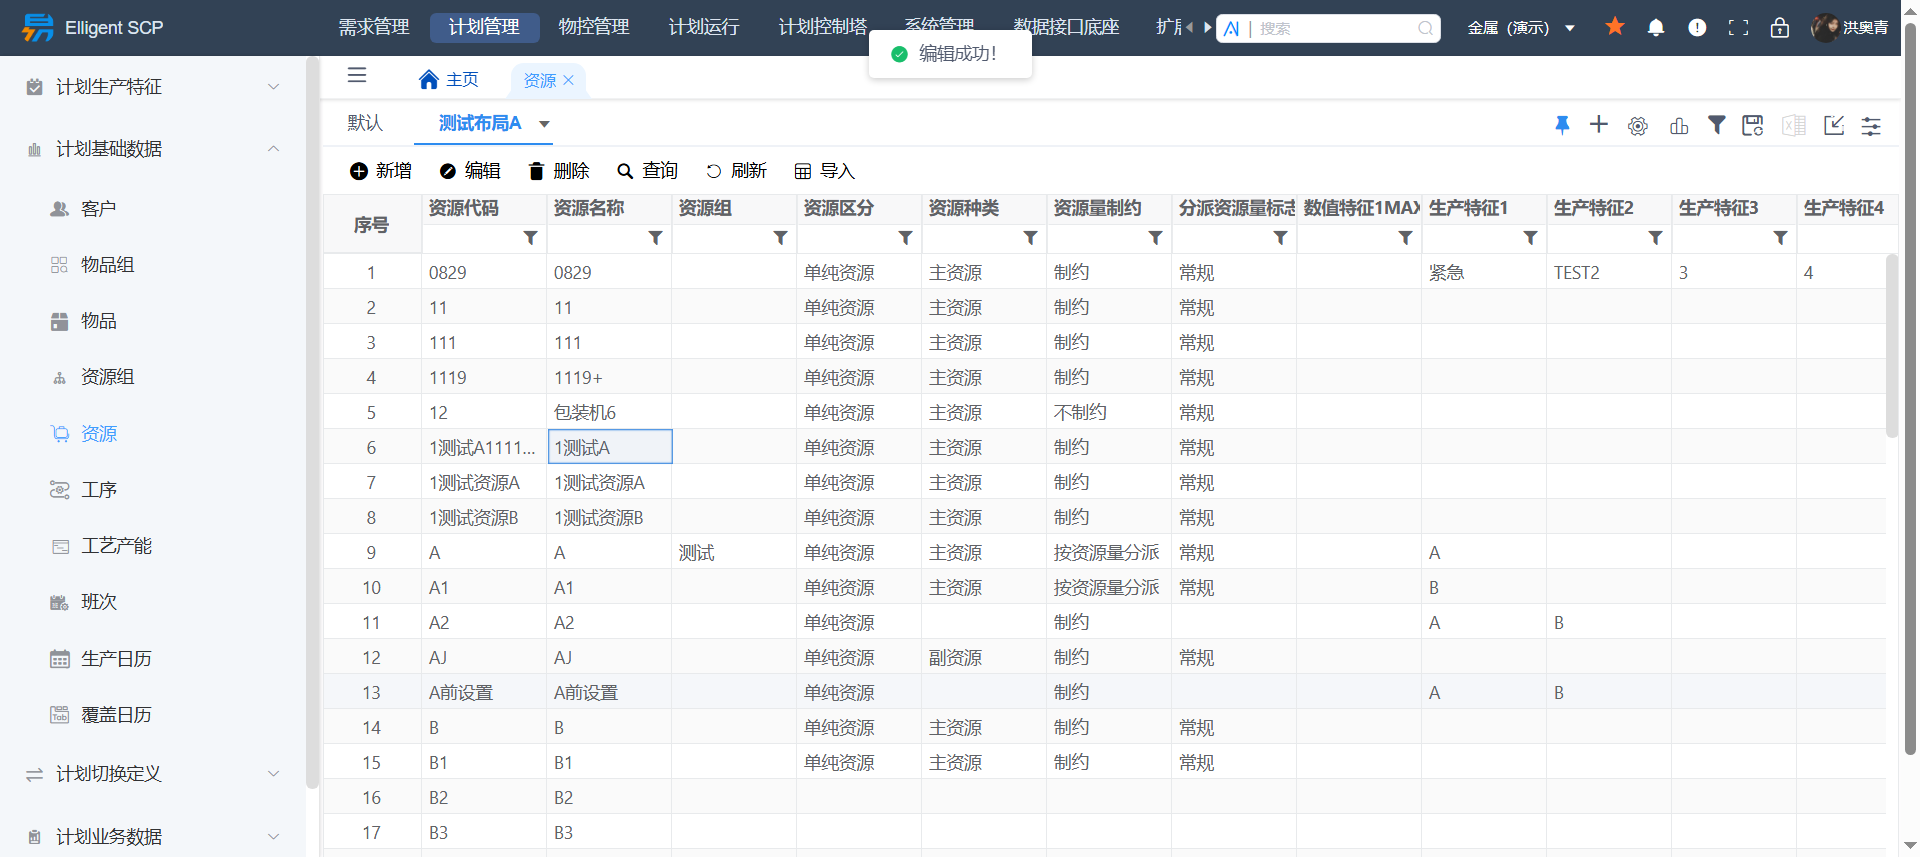 Elligent SCP
需求管理 计划管理 物控管理 计划运行 计划控制塔 系统管理 数据接口底座 搜索 金属（演示） 洪奥青
编辑成功！
主页 资源
默认 测试布局A
新增 编辑 删除 查询 刷新 导入
计划生产特征
计划基础数据
客户
物品组
物品
资源组
资源
工序
工艺产能
班次
生产日历
覆盖日历
计划切换定义
计划业务数据
序号 资源代码 资源名称 资源组 资源区分 资源种类 资源量制约 分派资源量标志 数值特征1MAX 生产特征1 生产特征2 生产特征3 生产特征4
1 0829 0829 单纯资源 主资源 制约 常规 紧急 TEST2 3 4
2 11 11 单纯资源 主资源 制约 常规
3 111 111 单纯资源 主资源 制约 常规
4 1119 1119+ 单纯资源 主资源 制约 常规
5 12 包装机6 单纯资源 主资源 不制约 常规
6 1测试A1111... 1测试A 单纯资源 主资源 制约 常规
7 1测试资源A 1测试资源A 单纯资源 主资源 制约 常规
8 1测试资源B 1测试资源B 单纯资源 主资源 制约 常规
9 A A 测试 单纯资源 主资源 按资源量分派 常规 A
10 A1 A1 单纯资源 主资源 按资源量分派 常规 B
11 A2 A2 单纯资源 制约 A B
12 AJ AJ 单纯资源 副资源 制约 常规
13 A前设置 A前设置 单纯资源 制约 A B
14 B B 单纯资源 主资源 制约 常规
15 B1 B1 单纯资源 主资源 制约 常规
16 B2 B2
17 B3 B3